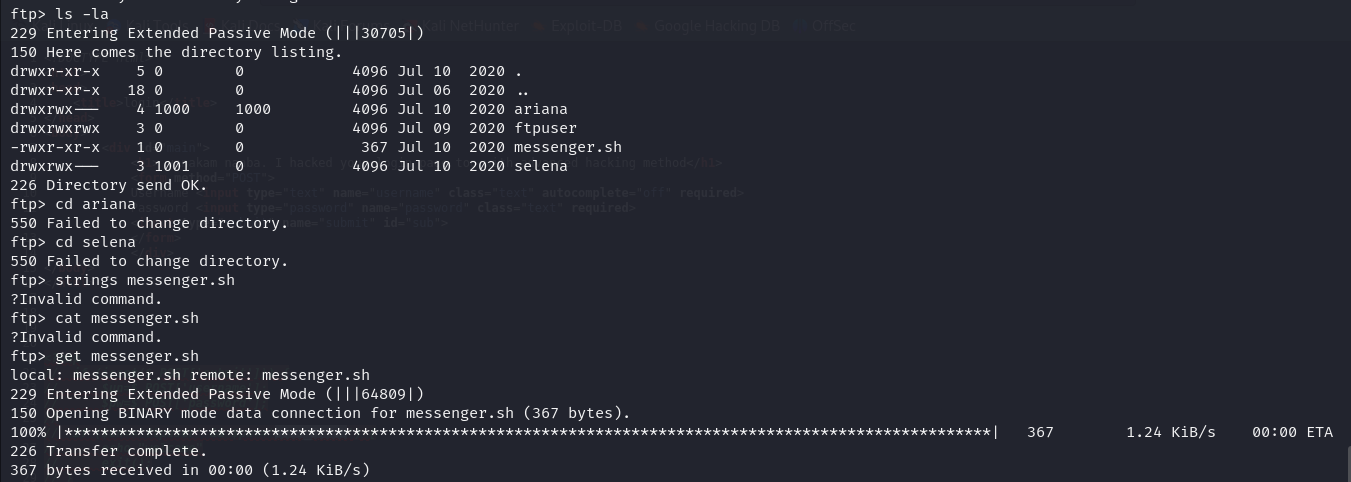 ftp> ls -la
229 Entering Extended Passive Mode (|||30705|)
150 Here comes the directory listing.
drwxr-xr-x    5 0        0            4096 Jul 10  2020 .
drwxr-xr-x   18 0        0            4096 Jul 06  2020 ..
drwxrwx---    4 1000     1000         4096 Jul 10  2020 ariana
drwxrwxrwx    3 0        0            4096 Jul 09  2020 ftpuser
-rwxr-xr-x    1 0        0             367 Jul 10  2020 messenger.sh
drwxrwx---    3 1001     0            4096 Jul 10  2020 selena
226 Directory send OK.
ftp> cd ariana
550 Failed to change directory.
ftp> cd selena
550 Failed to change directory.
ftp> strings messenger.sh
?Invalid command.
ftp> cat messenger.sh
?Invalid command.
ftp> get messenger.sh
local: messenger.sh remote: messenger.sh
229 Entering Extended Passive Mode (|||64809|)
150 Opening BINARY mode data connection for messenger.sh (367 bytes).
100% |*******************************************************************************************************|   367        1.24 KiB/s    00:00 ETA
226 Transfer complete.
367 bytes received in 00:00 (1.24 KiB/s)